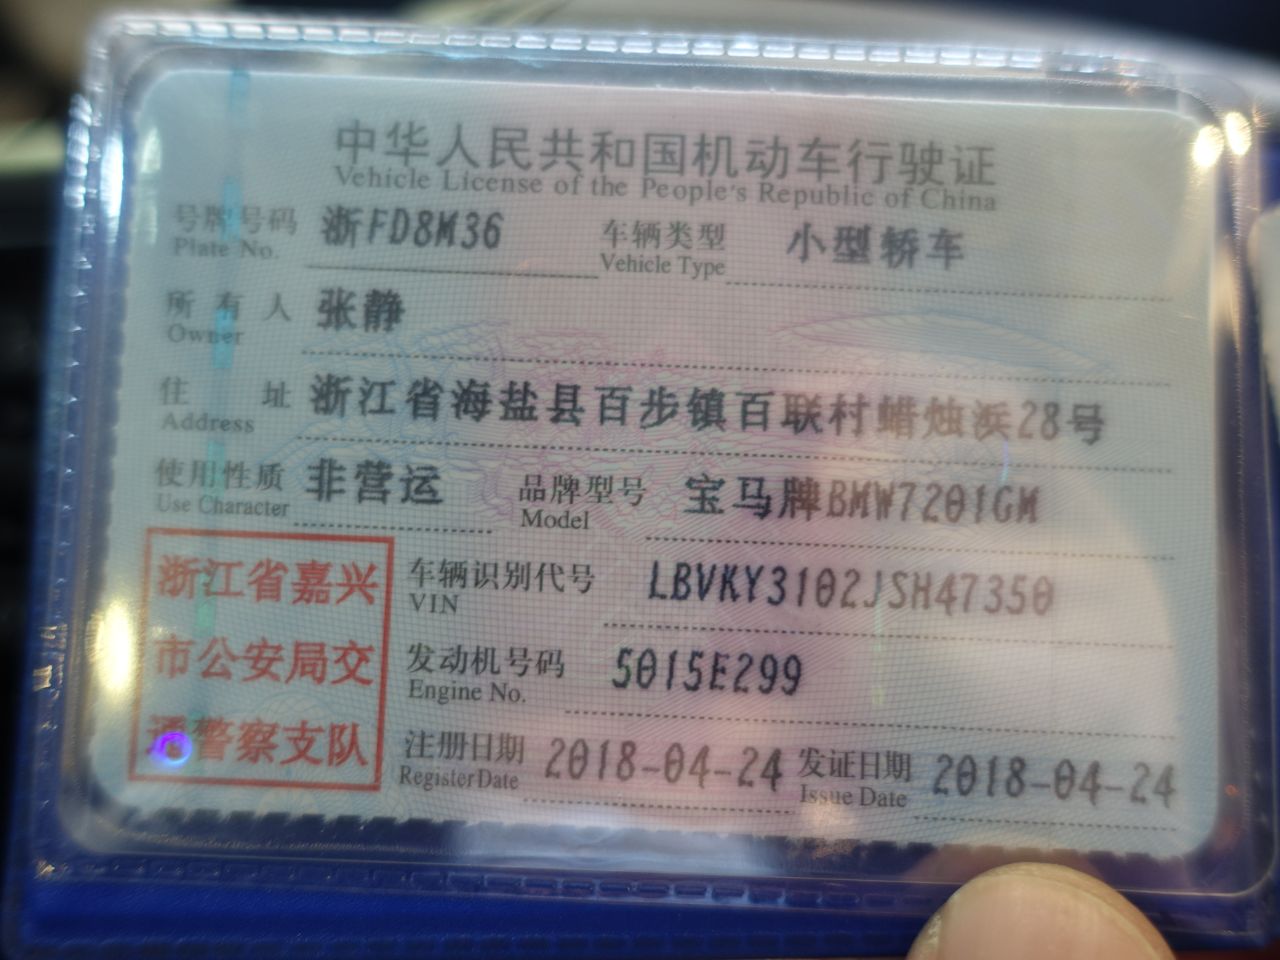 中华人民共和国机动车行驶证
Vehicle License of the People's Republic of China
号牌号码 浙FD8M36 车辆类型 小型轿车
Plate No. Vehicle Type
所有人 张静
Owner
住址 浙江省海盐县百步镇百联村蜡烛浜28号
Address
使用性质 非营运 品牌型号 宝马牌BMW7201GM
Use Character Model
浙江省嘉兴
市公安局交
通警察支队
车辆识别代号 LBVKY3102JSH47350
VIN
发动机号码 5015E299
Engine No.
注册日期 2018-04-24 发证日期 2018-04-24
Register Date Issue Date